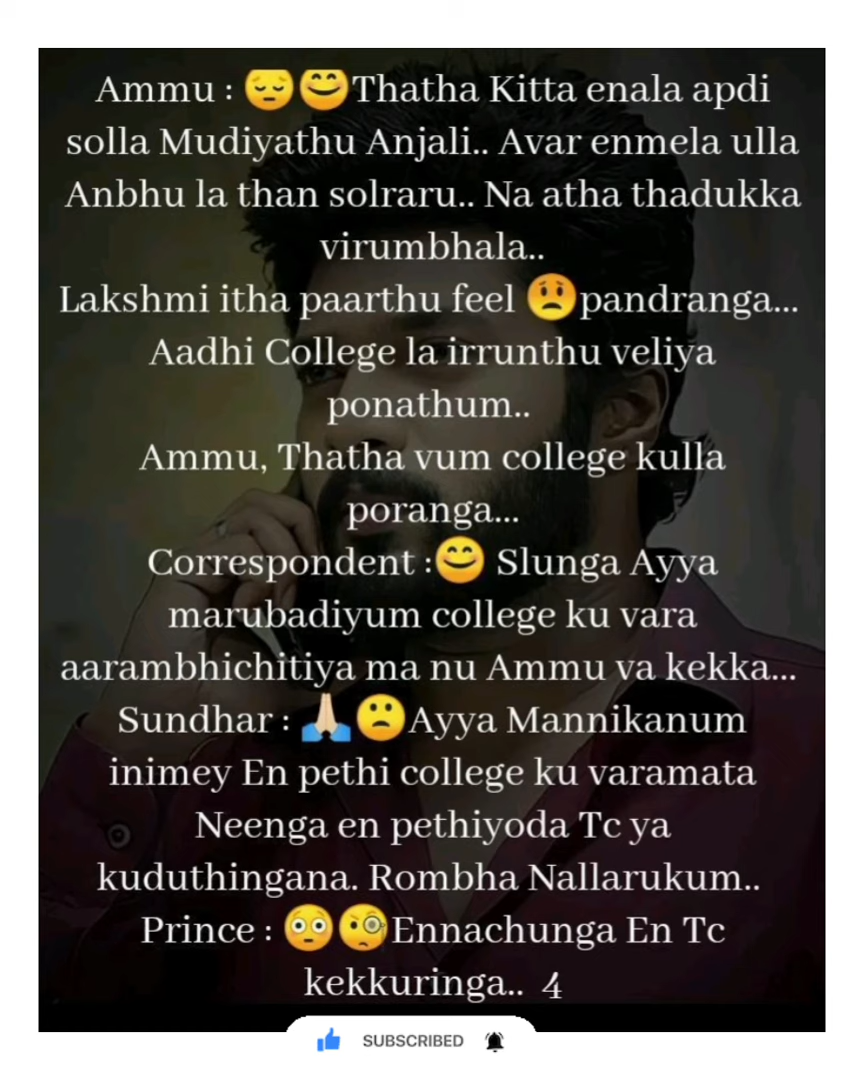 Ammu : 😔😊Thatha Kitta enala apdi
solla Mudiyathu Anjali.. Avar enmela ulla
Anbhu la than solraru.. Na atha thadukka
virumbhala..
Lakshmi itha paarthu feel 😟pandranga...
Aadhi College la irrunthu veliya
ponathum..
Ammu, Thatha vum college kulla
poranga...
Correspondent :😊 Slunga Ayya
marubadiyum college ku vara
aarambhichitiya ma nu Ammu va kekka...
Sundhar : 🙏🏻🙁Ayya Mannikanum
inimey En pethi college ku varamata
Neenga en pethiyoda Tc ya
kuduthingana. Rombha Nallarukum..
Prince : 😳🧐Ennachunga En Tc
kekkuringa.. 4
SUBSCRIBED